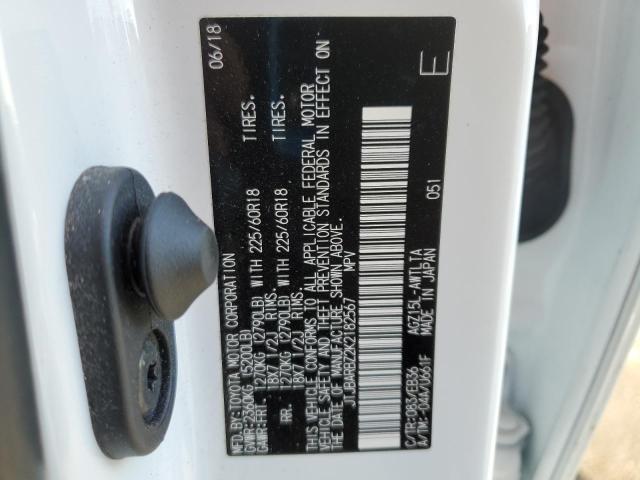 MFD.BY:TOYOTA MOTOR CORPORATION 06/18
GVWR:2360KG (5200LB)
GAWR:FRT. 1270KG (2790LB) WITH 225/60R18 TIRES.
18X7 1/2J RIMS.
RR. 1270KG (2790LB) WITH 225/60R18 TIRES.
18X7 1/2J RIMS.
THIS VEHICLE CONFORMS TO ALL APPLICABLE FEDERAL MOTOR
VEHICLE SAFETY AND THEFT PREVENTION STANDARDS IN EFFECT ON
THE DATE OF MANUFACTURE SHOWN ABOVE.
JTJBARBZ2K2182567 MPV
051 E
C/TR:083/EB36 AGZ15L-AWTLTA
A/TM:-04A/U661F MADE IN JAPAN